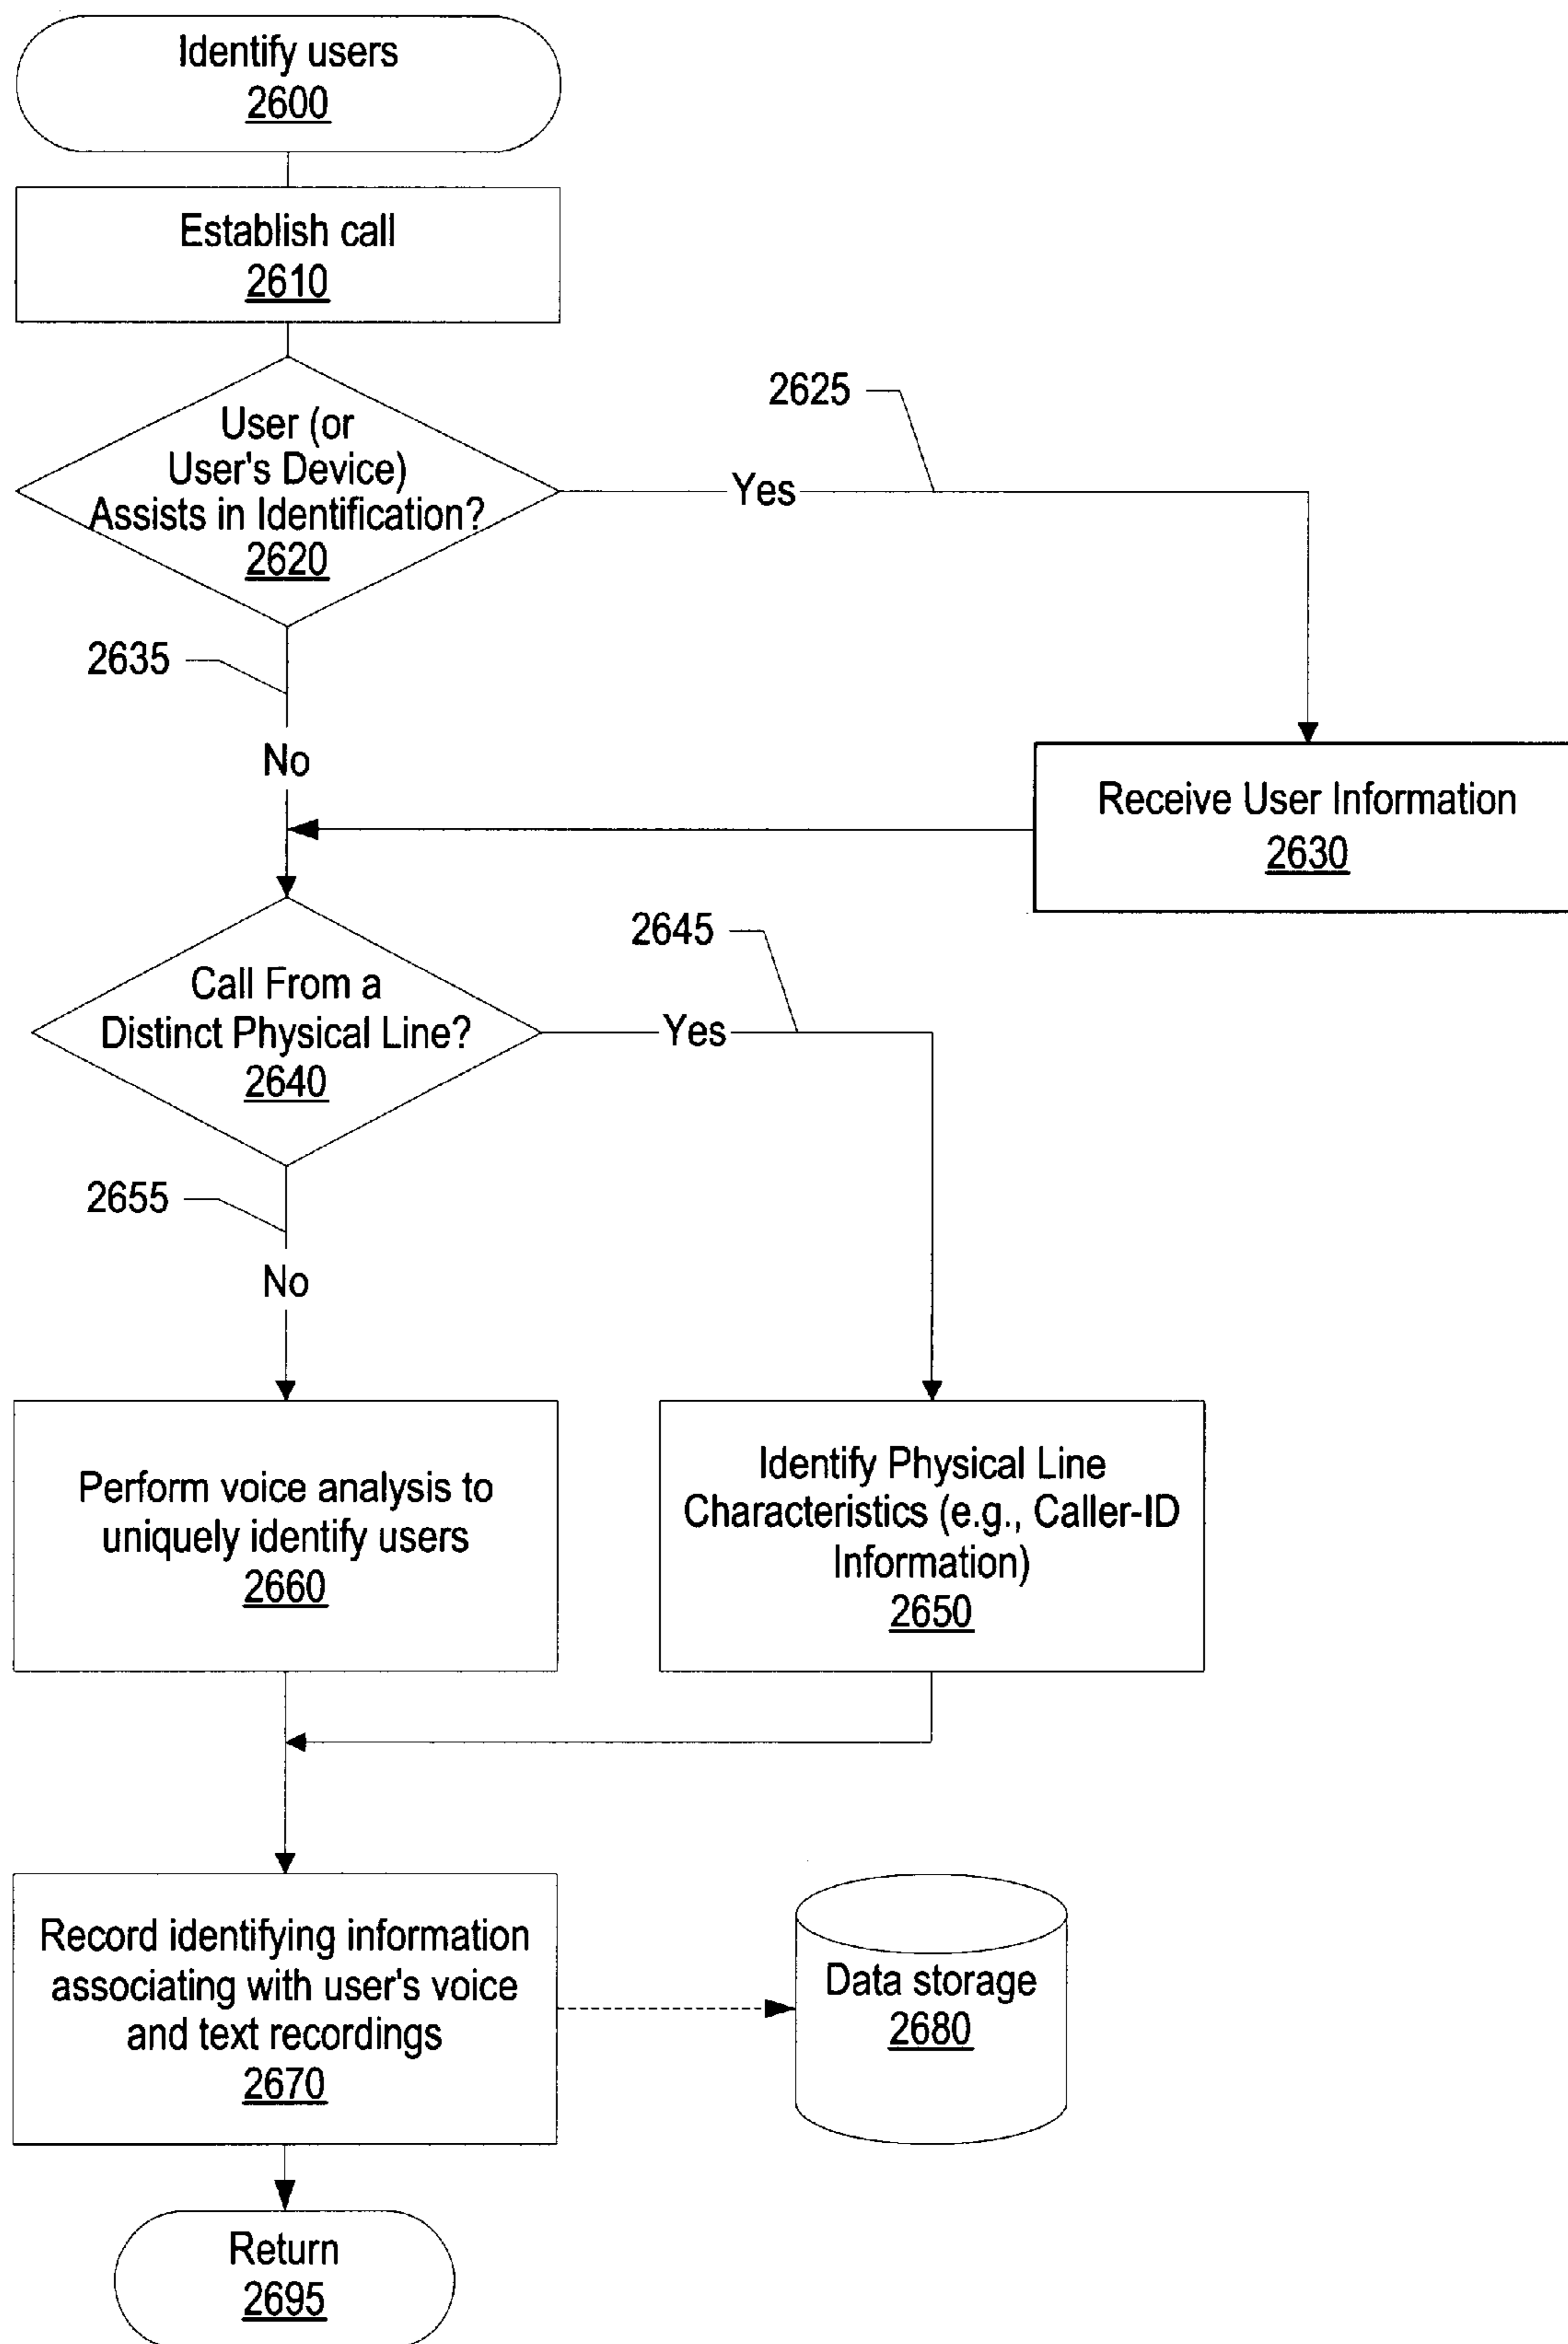 Identify users
2600
Establish call
2610
User (or
User's Device)
Assists in Identification?
2620
2625
Yes
2635
No
Receive User Information
2630
Call From a
Distinct Physical Line?
2640
2645
Yes
2655
No
Perform voice analysis to
uniquely identify users
2660
Identify Physical Line
Characteristics (e.g., Caller-ID
Information)
2650
Record identifying information
associating with user's voice
and text recordings
2670
Data storage
2680
Return
2695